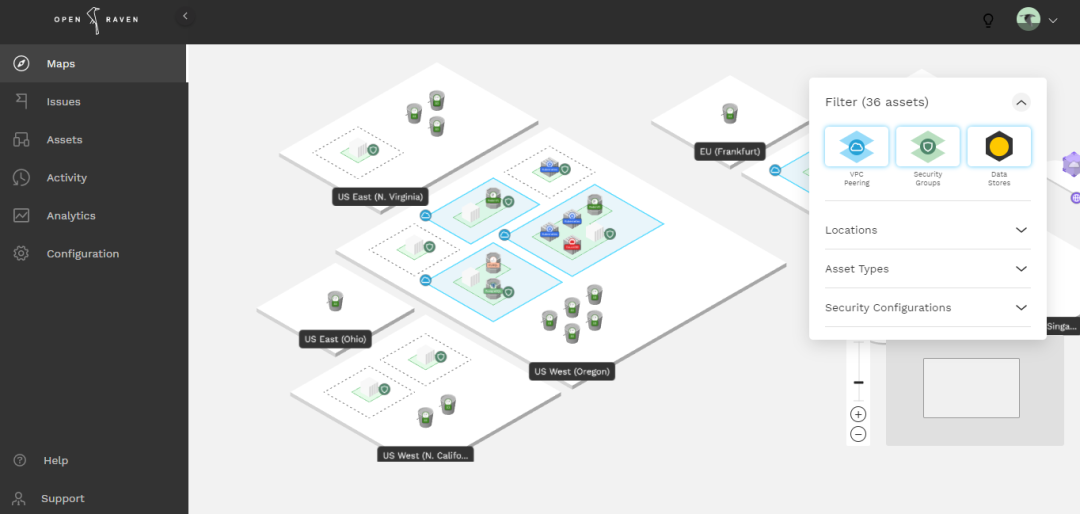 OPEN RAVEN
Maps
Issues
Assets
Activity
Analytics
Configuration
Help
Support
US East (N. Virginia)
US East (Ohio)
US West (N. Califo...
US West (Oregon)
EU (Frankfurt)
Singa...
Filter (36 assets)
VPC
Peering
Security
Groups
Data
Stores
Locations
Asset Types
Security Configurations